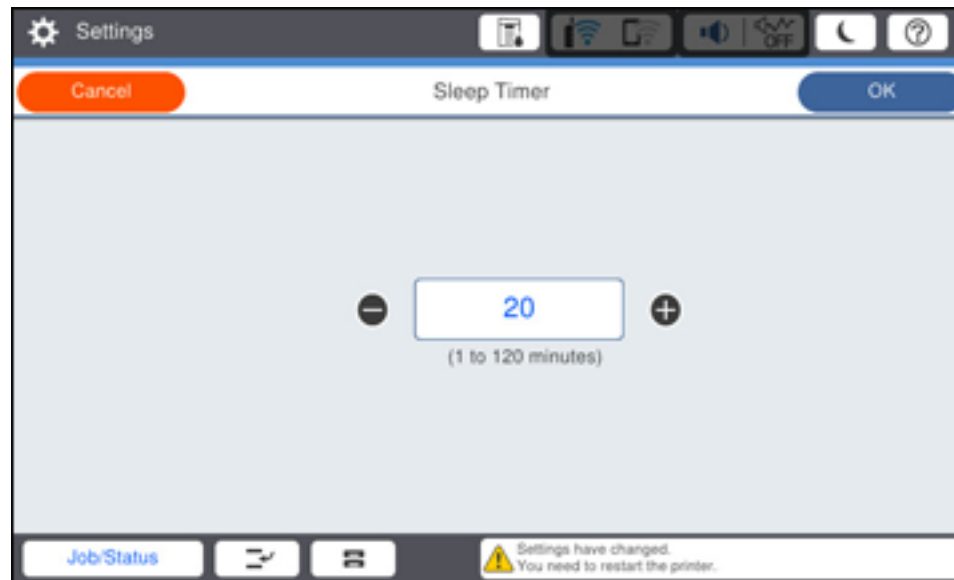 Settings
OFF
Cancel
Sleep Timer
OK
20
(1 to 120 minutes)
Job/Status
Settings have changed.
You need to restart the printer.